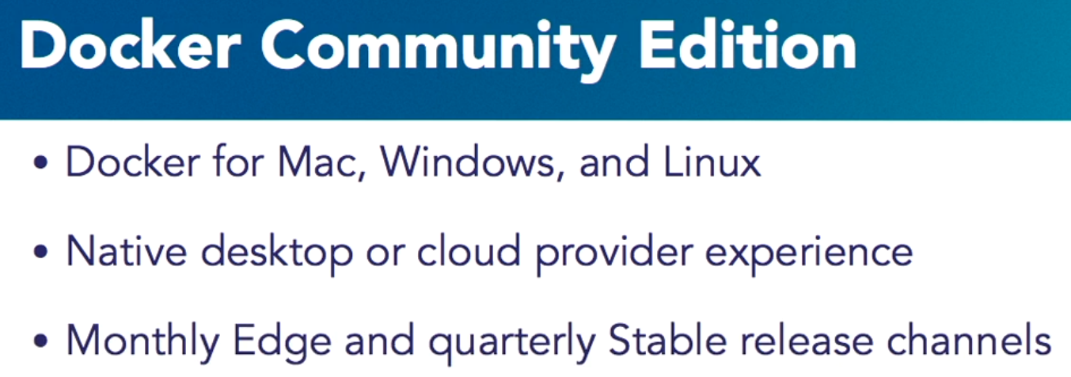 Docker Community Edition
• Docker for Mac, Windows, and Linux
• Native desktop or cloud provider experience
• Monthly Edge and quarterly Stable release channels